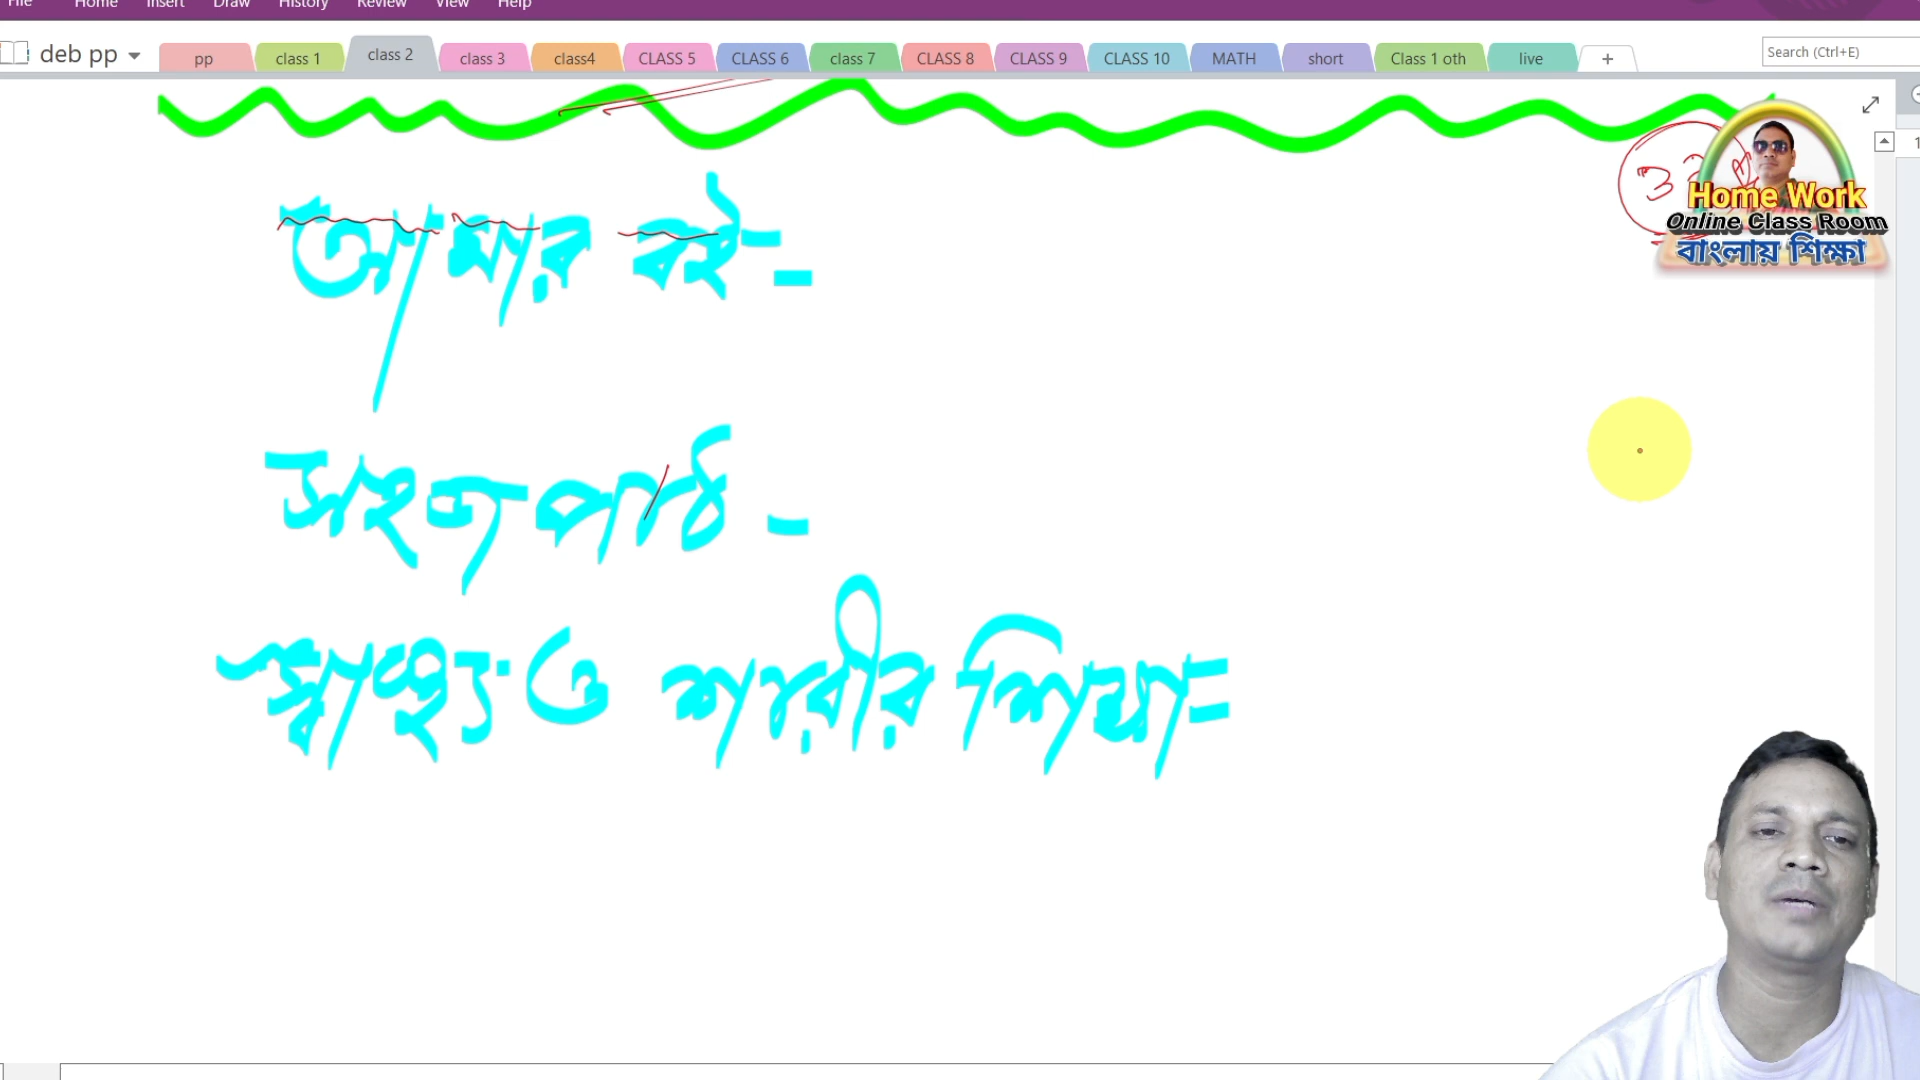 File Home Insert Draw History Review View Help
deb pp pp class 1 class 2 class 3 class4 CLASS 5 CLASS 6 class 7 CLASS 8 CLASS 9 CLASS 10 MATH short Class 1 oth live + Search (Ctrl+E)
আমার বই-
সহজ পাঠ -
স্বাস্থ্য ও শরীর শিক্ষা-
Home Work
Online Class Room
বাংলায় শিক্ষা